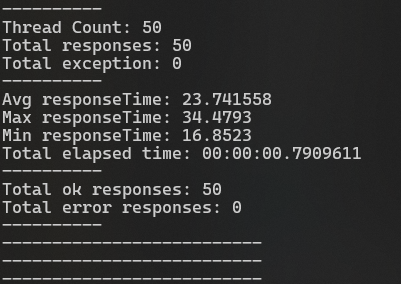 ----------
Thread Count: 50
Total responses: 50
Total exception: 0
----------
Avg responseTime: 23.741558
Max responseTime: 34.4793
Min responseTime: 16.8523
Total elapsed time: 00:00:00.7909611
----------
Total ok responses: 50
Total error responses: 0
----------
--------------------------
--------------------------
--------------------------